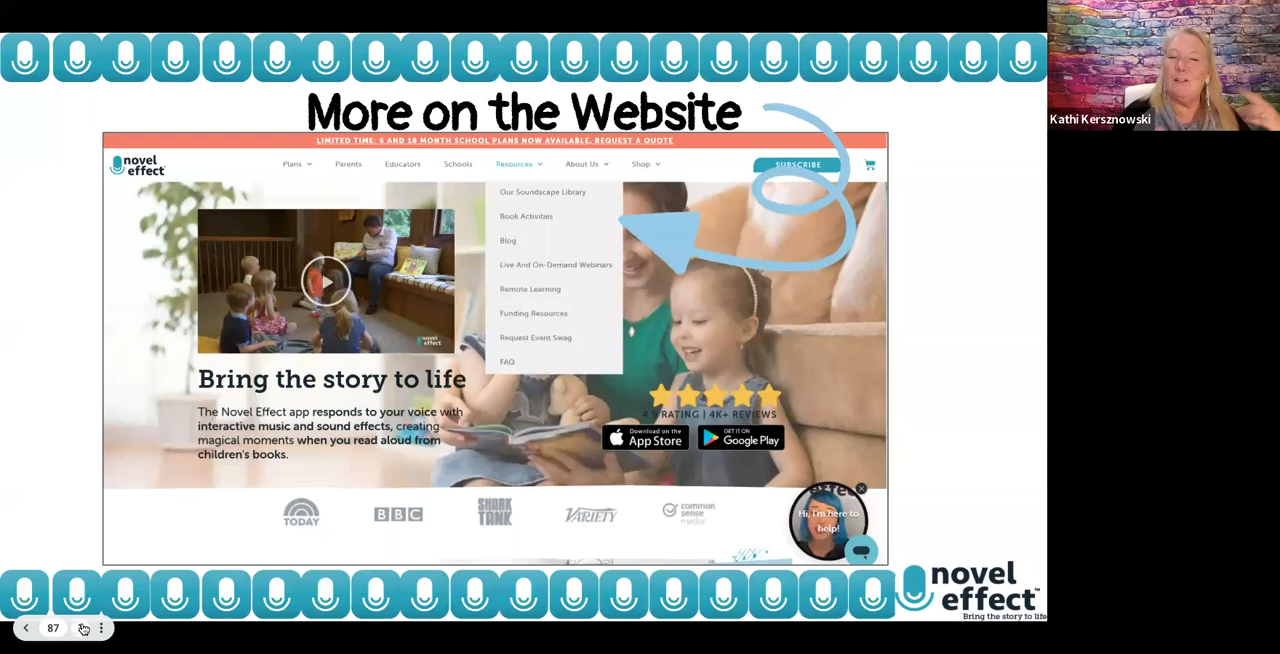 More on the Website
Kathi Kersznowski
LIMITED TIME: 6 AND 18 MONTH SCHOOL PLANS NOW AVAILABLE, REQUEST A QUOTE
novel
effect
Plans Parents Educators Schools Resources About Us Shop
SUBSCRIBE
Our Soundscape Library
Book Activities
Blog
Live And On-Demand Webinars
Remote Learning
Funding Resources
Request Event Swag
FAQ
novel
effect
Bring the story to life
The Novel Effect app responds to your voice with
interactive music and sound effects, creating
magical moments when you read aloud from
children's books.
RATING | 4K+ REVIEWS
Download on the
App Store
GET IT ON
Google Play
TODAY
BBC
SHARK
TANK
VARIETY
common
sense
media
Hi, I'm here to
help!
novel
effect™
Bring the story to life
87